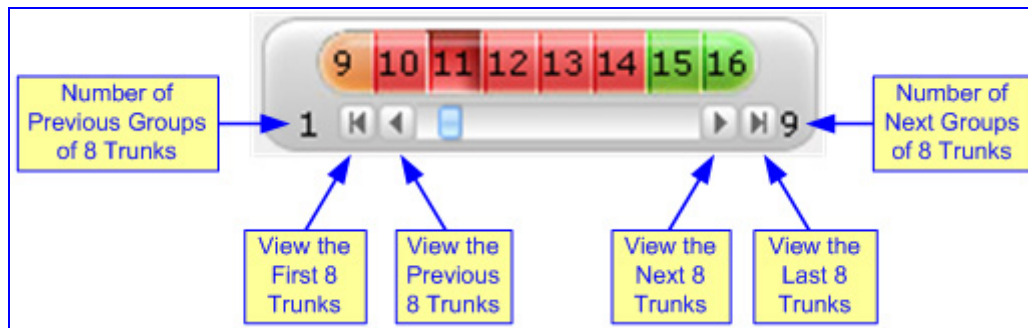 9 10 11 12 13 14 15 16
Number of
Previous Groups
of 8 Trunks
1
9
Number of
Next Groups
of 8 Trunks
View the
First 8
Trunks
View the
Previous
8 Trunks
View the
Next 8
Trunks
View the
Last 8
Trunks